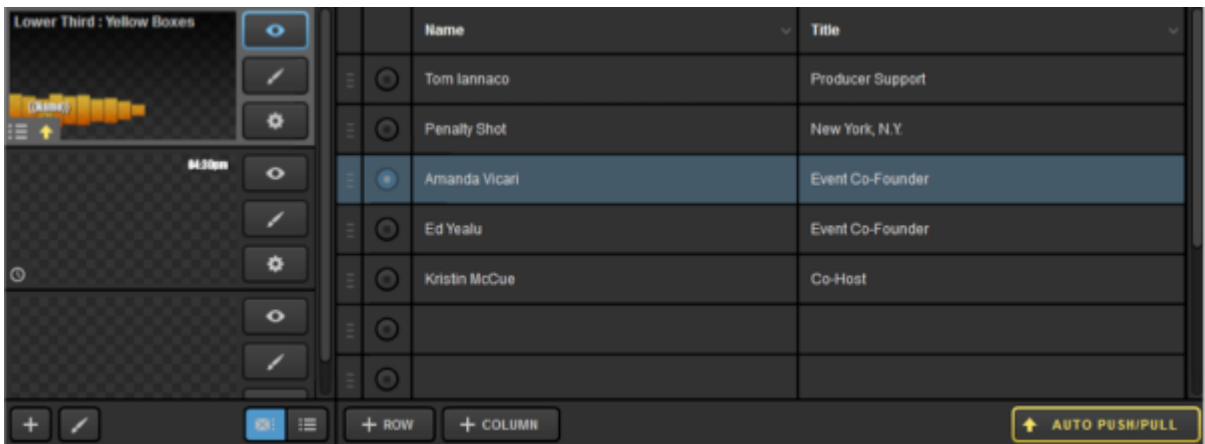 Lower Third : Yellow Boxes
{{Name}}
04:30pm
Name Title
Tom Iannaco Producer Support
Penalty Shot New York, N.Y.
Amanda Vicari Event Co-Founder
Ed Yealu Event Co-Founder
Kristin McCue Co-Host
+ ROW + COLUMN AUTO PUSH/PULL